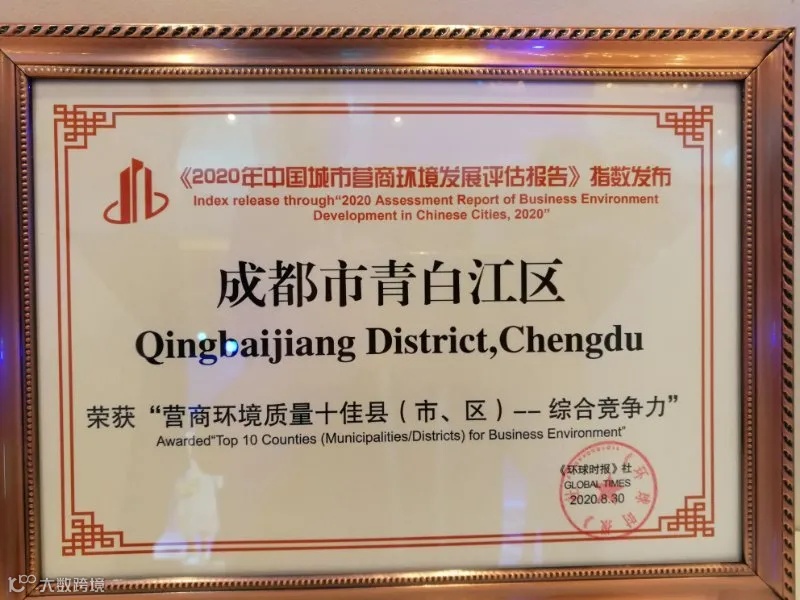 《2020年中国城市营商环境发展评估报告》指数发布
Index release through“2020 Assessment Report of Business Environment
Development in Chinese Cities, 2020”
成都市青白江区
Qingbaijiang District,Chengdu
荣获“营商环境质量十佳县（市、区）-- 综合竞争力”
Awarded“Top 10 Counties (Municipalities/Districts) for Business Environment”
《环球时报》社
GLOBAL TIMES
2020.8.30
大数跨境